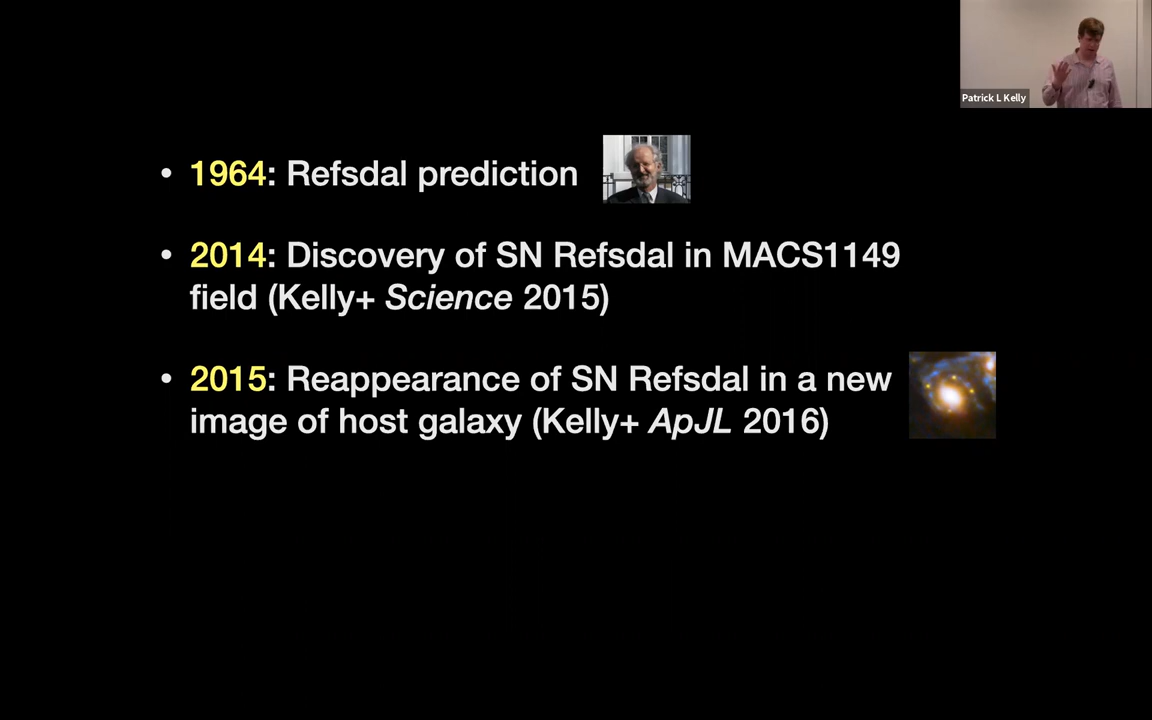 Patrick L Kelly
• 1964: Refsdal prediction
• 2014: Discovery of SN Refsdal in MACS1149
field (Kelly+ Science 2015)
• 2015: Reappearance of SN Refsdal in a new
image of host galaxy (Kelly+ ApJL 2016)